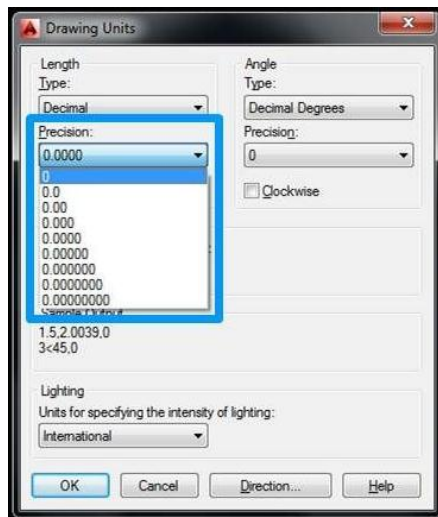 Drawing Units
Length
Type:
Decimal
Precision:
0.0000
0
0.0
0.00
0.000
0.0000
0.00000
0.000000
0.0000000
0.00000000
Angle
Type:
Decimal Degrees
Precision:
0
Clockwise
Sample Output
1.5,2.0039,0
3<45,0
Lighting
Units for specifying the intensity of lighting:
International
OK Cancel Direction... Help